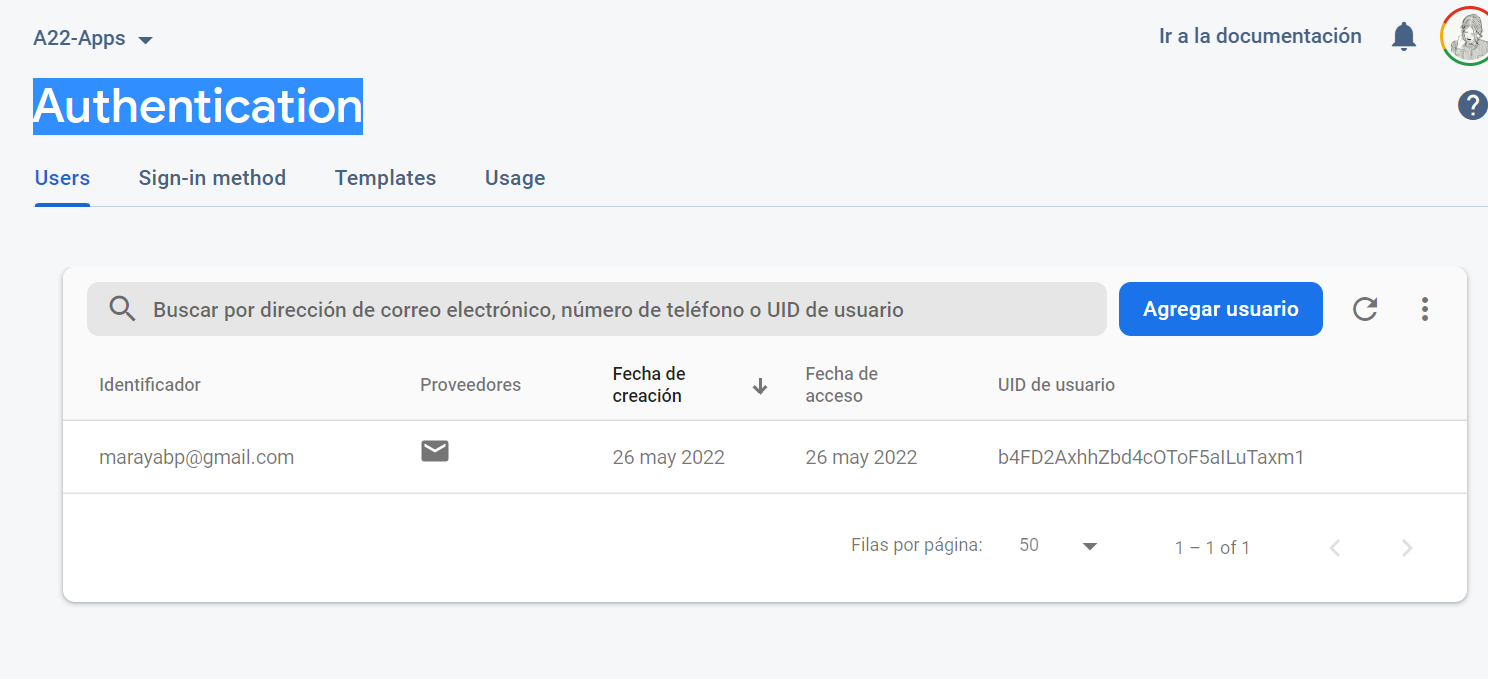 A22-Apps
Ir a la documentación
Authentication
?
Users Sign-in method Templates Usage
Buscar por dirección de correo electrónico, número de teléfono o UID de usuario
Agregar usuario
Identificador Proveedores Fecha de creación Fecha de acceso UID de usuario
marayabp@gmail.com 26 may 2022 26 may 2022 b4FD2AxhhZbd4cOToF5aILuTaxm1
Filas por página: 50 1 – 1 of 1